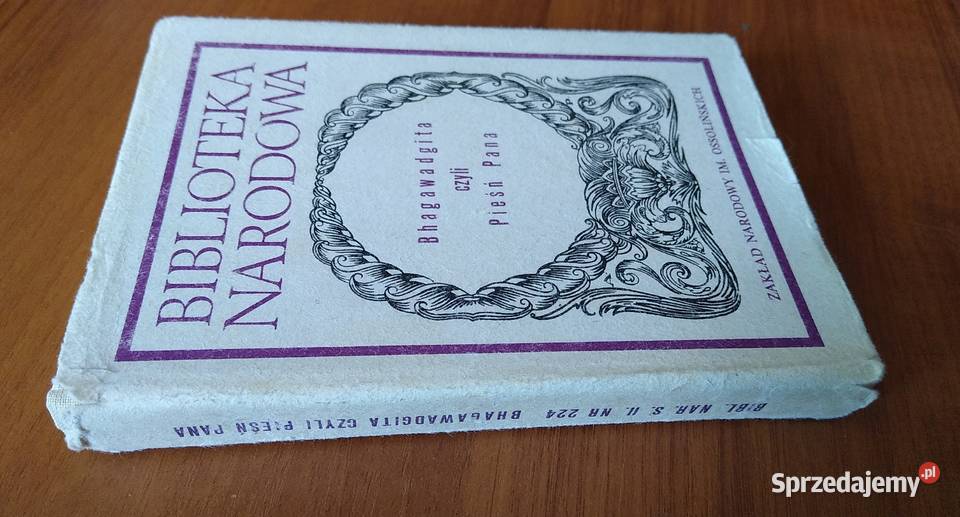 BIBLIOTEKA
NARODOWA
Bhagawadgita
czyli
Pieśń Pana
ZAKŁAD NARODOWY IM. OSSOLIŃSKICH
BIBL. NAR. S. II. NR 224 BHAGAWADGITA CZYLI PIEŚŃ PANA
Sprzedajemy.pl